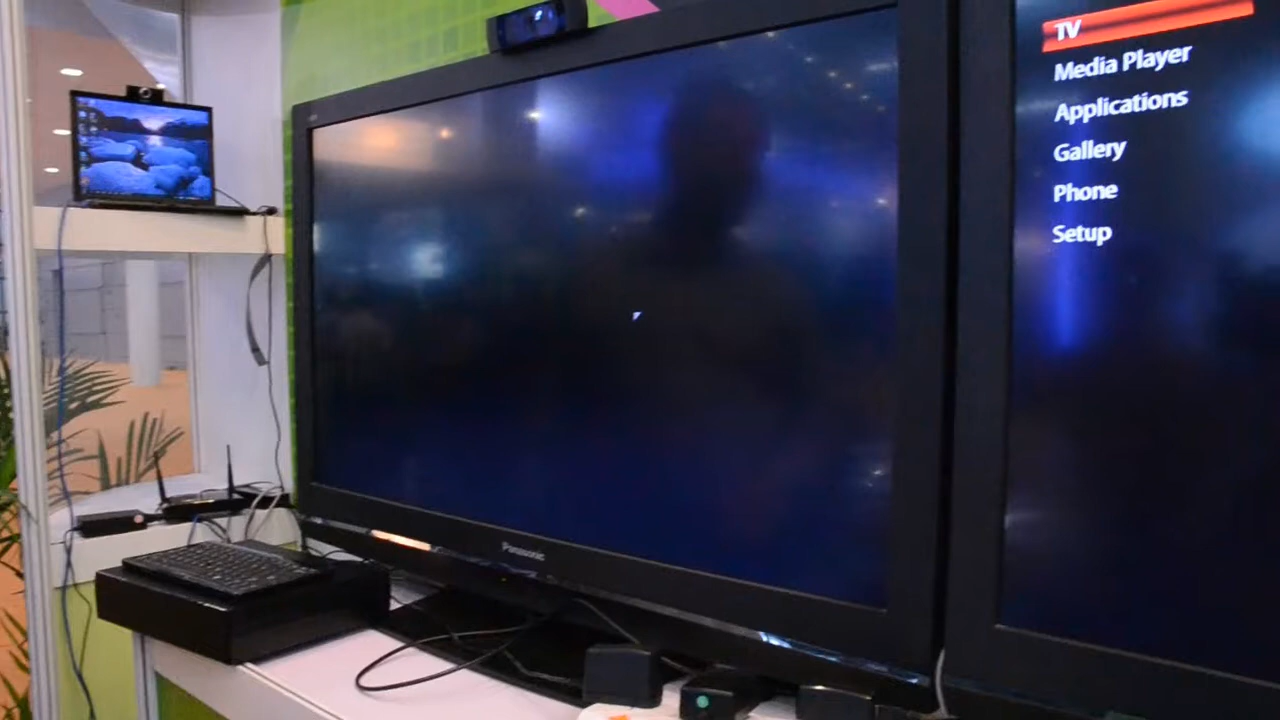 TV
Media Player
Applications
Gallery
Phone
Setup
Panasonic